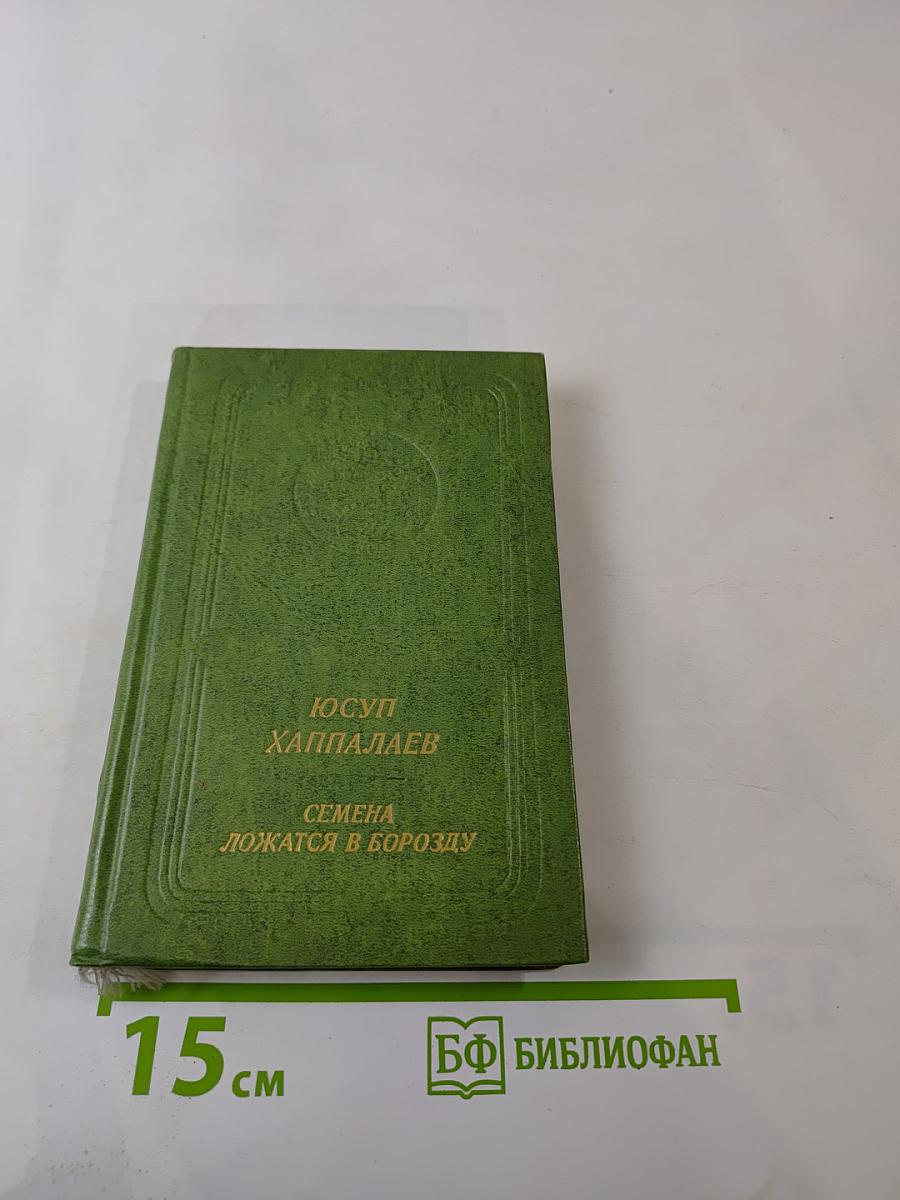 ЮСУП
ХАППАЛАЕВ
СЕМЕНА
ЛОЖАТСЯ В БОРОЗДУ
15 см
БФ БИБЛИОФАН